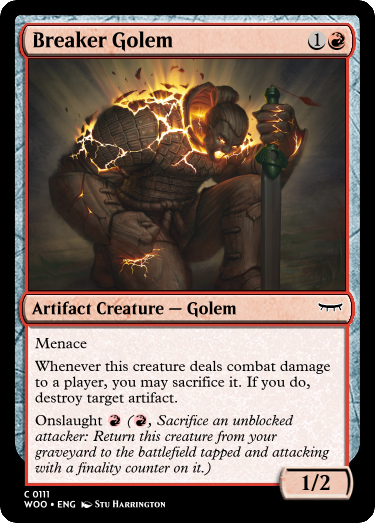 Breaker Golem 1
Artifact Creature — Golem
Menace
Whenever this creature deals combat damage
to a player, you may sacrifice it. If you do,
destroy target artifact.
Onslaught (, Sacrifice an unblocked
attacker: Return this creature from your
graveyard to the battlefield tapped and attacking
with a finality counter on it.)
1/2
C 0111
WOO • ENG Stu Harrington